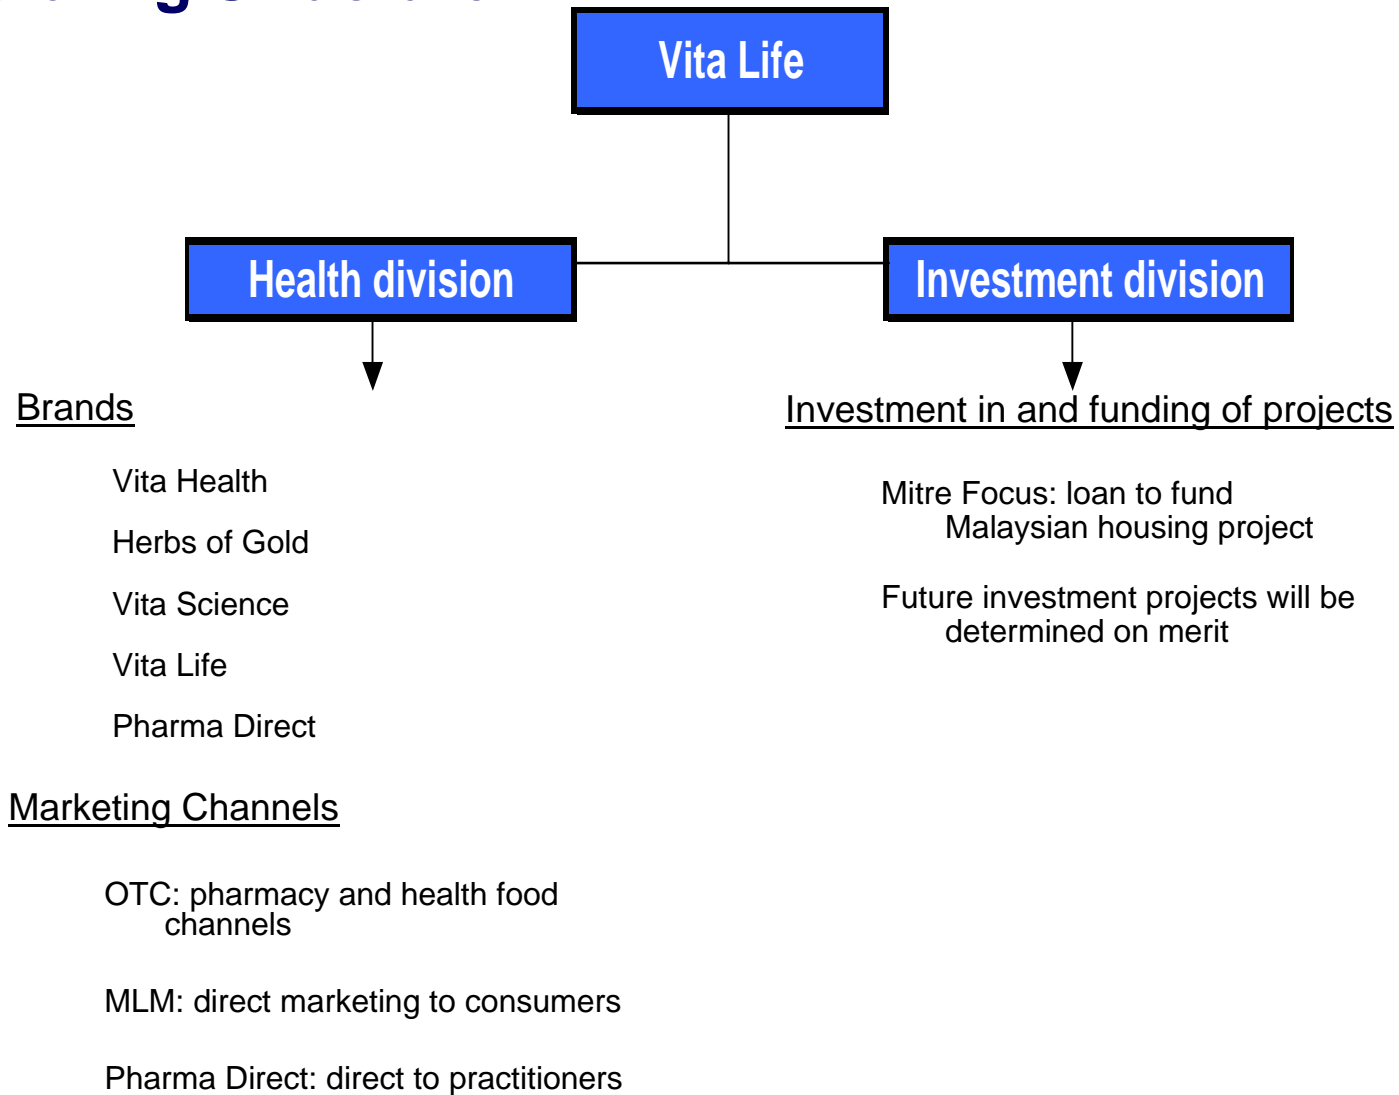 Vita Life
Health division
Investment division
Brands
Vita Health
Herbs of Gold
Vita Science
Vita Life
Pharma Direct
Marketing Channels
OTC: pharmacy and health food
channels
MLM: direct marketing to consumers
Pharma Direct: direct to practitioners
Investment in and funding of projects
Mitre Focus: loan to fund
Malaysian housing project
Future investment projects will be
determined on merit